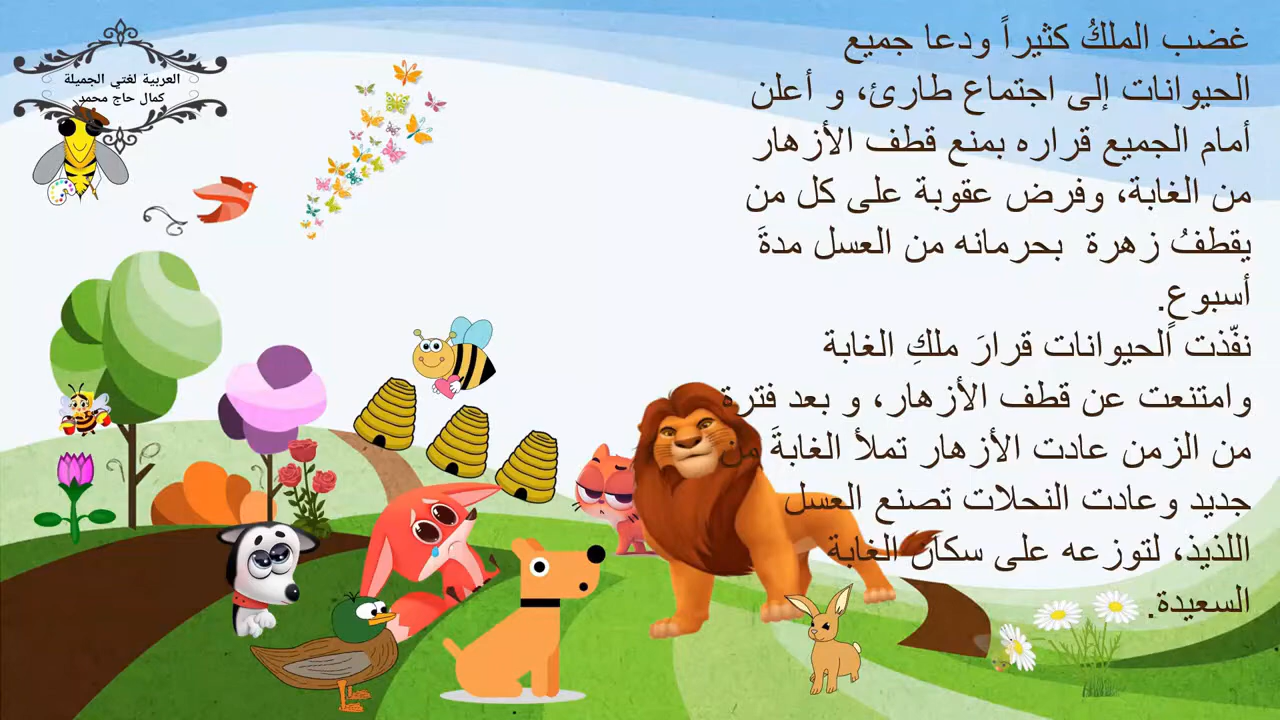 العربية لغتي الجميلة
كمال حاج محمد
غضب الملكُ كثيراً ودعا جميع
الحيوانات إلى اجتماع طارئ، و أعلن
أمام الجميع قراره بمنع قطف الأزهار
من الغابة، وفرض عقوبة على كل من
يقطفُ زهرة بحرمانه من العسل مدةَ
أسبوعٍ.
نفّذت الحيوانات قرارَ ملكِ الغابة
وامتنعت عن قطف الأزهار، و بعد فترة
من الزمن عادت الأزهار تملأ الغابةَ من
جديد وعادت النحلات تصنع العسل
اللذيذ، لتوزعه على سكان الغابة
السعيدة.